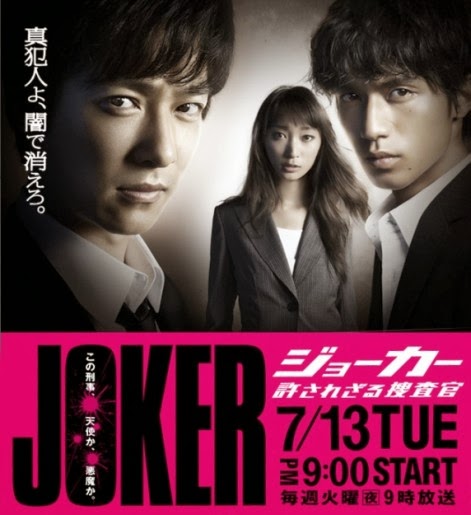 真犯人よ、闇で消えろ。
JOKER
この刑事、天使か、悪魔か。
ジョーカー
許されざる捜査官
7/13 TUE
PM 9:00 START
毎週火曜夜9時放送